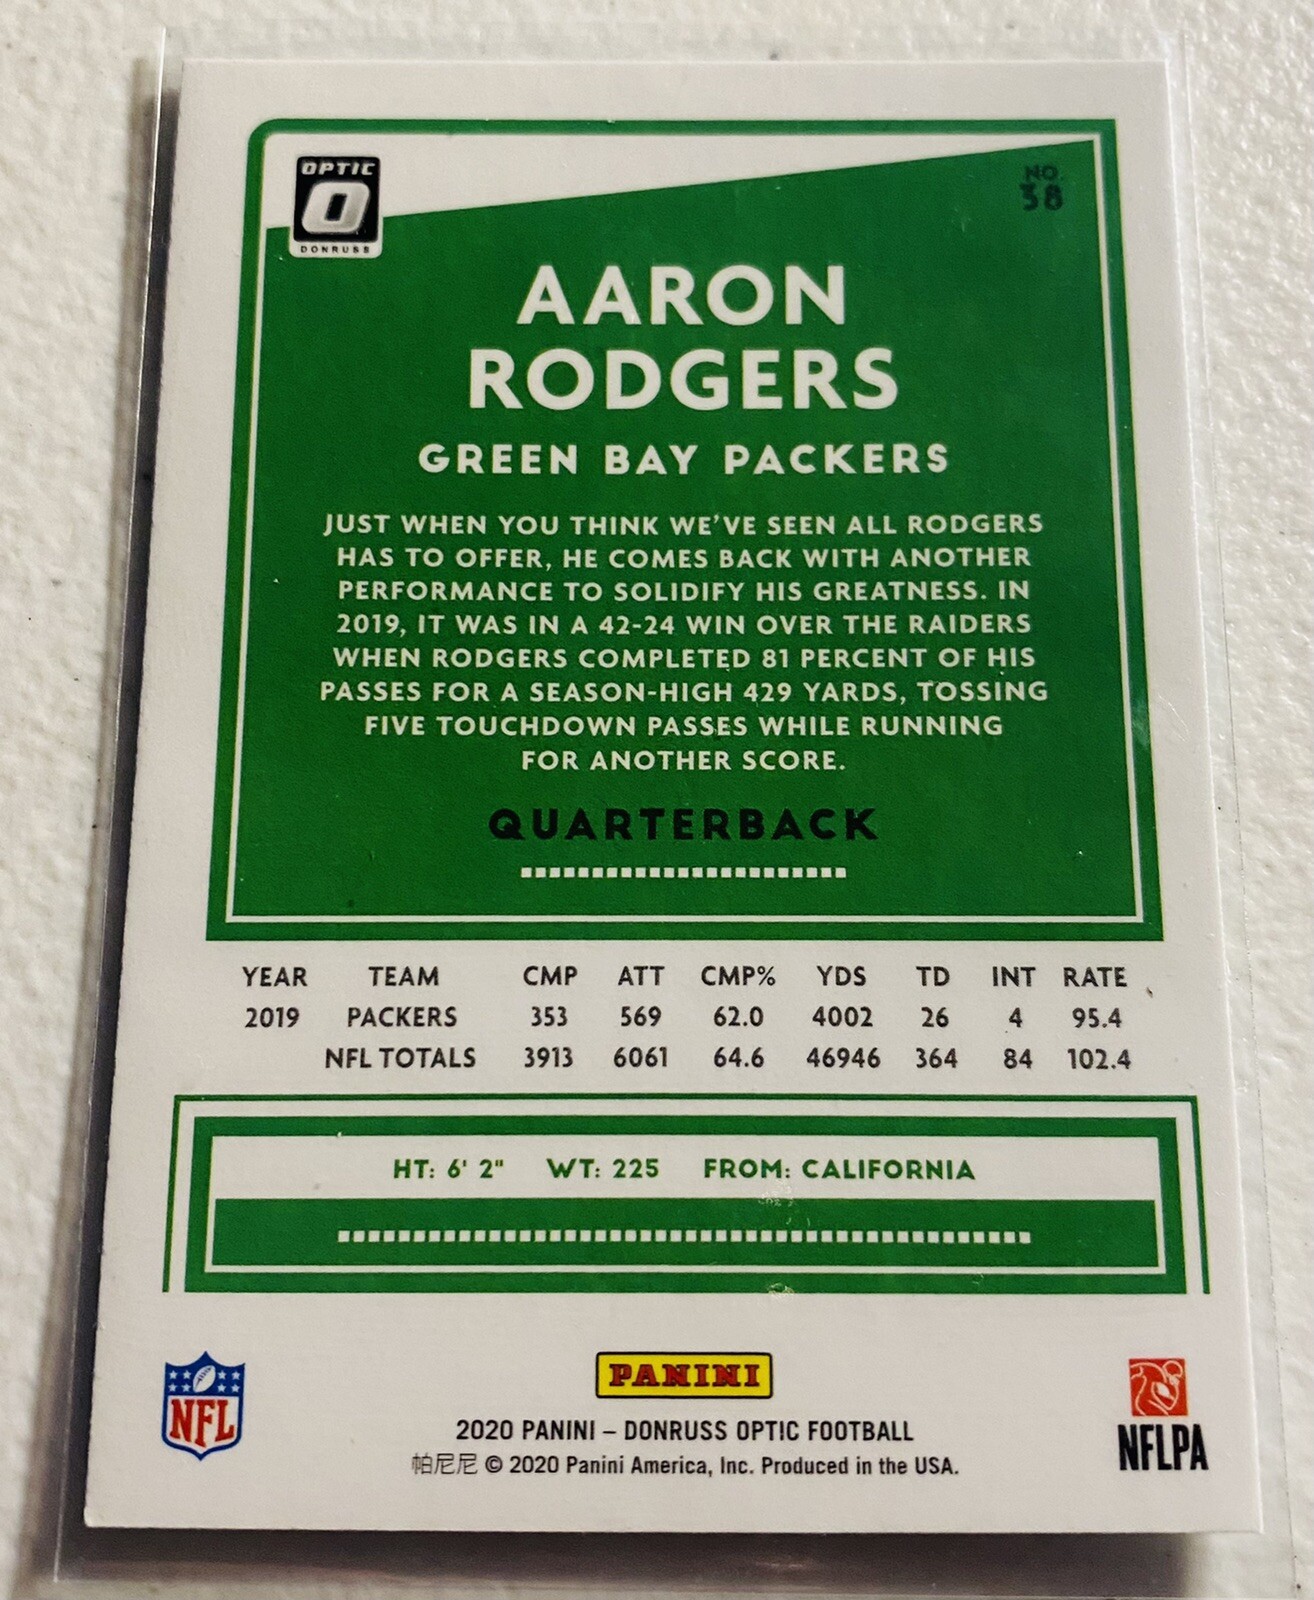 OPTIC
O
DONRUSS
NO.
38
AARON
RODGERS
GREEN BAY PACKERS
JUST WHEN YOU THINK WE'VE SEEN ALL RODGERS
HAS TO OFFER, HE COMES BACK WITH ANOTHER
PERFORMANCE TO SOLIDIFY HIS GREATNESS. IN
2019, IT WAS IN A 42-24 WIN OVER THE RAIDERS
WHEN RODGERS COMPLETED 81 PERCENT OF HIS
PASSES FOR A SEASON-HIGH 429 YARDS, TOSSING
FIVE TOUCHDOWN PASSES WHILE RUNNING
FOR ANOTHER SCORE.
QUARTERBACK
YEAR TEAM CMP ATT CMP% YDS TD INT RATE
2019 PACKERS 353 569 62.0 4002 26 4 95.4
NFL TOTALS 3913 6061 64.6 46946 364 84 102.4
HT: 6' 2" WT: 225 FROM: CALIFORNIA
NFL
PANINI
NFLPA
2020 PANINI – DONRUSS OPTIC FOOTBALL
帕尼尼 © 2020 Panini America, Inc. Produced in the USA.